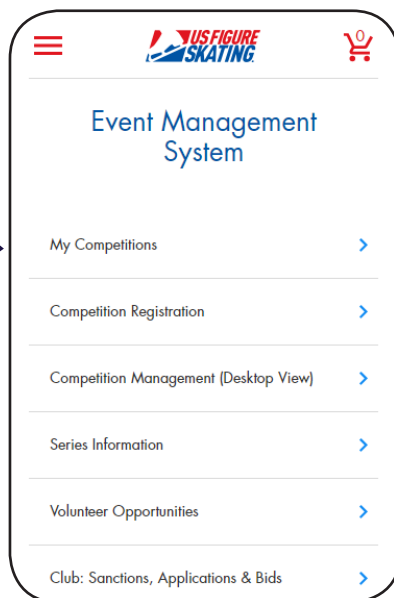 US FIGURE
SKATING
0
Event Management
System
My Competitions
Competition Registration
Competition Management (Desktop View)
Series Information
Volunteer Opportunities
Club: Sanctions, Applications & Bids